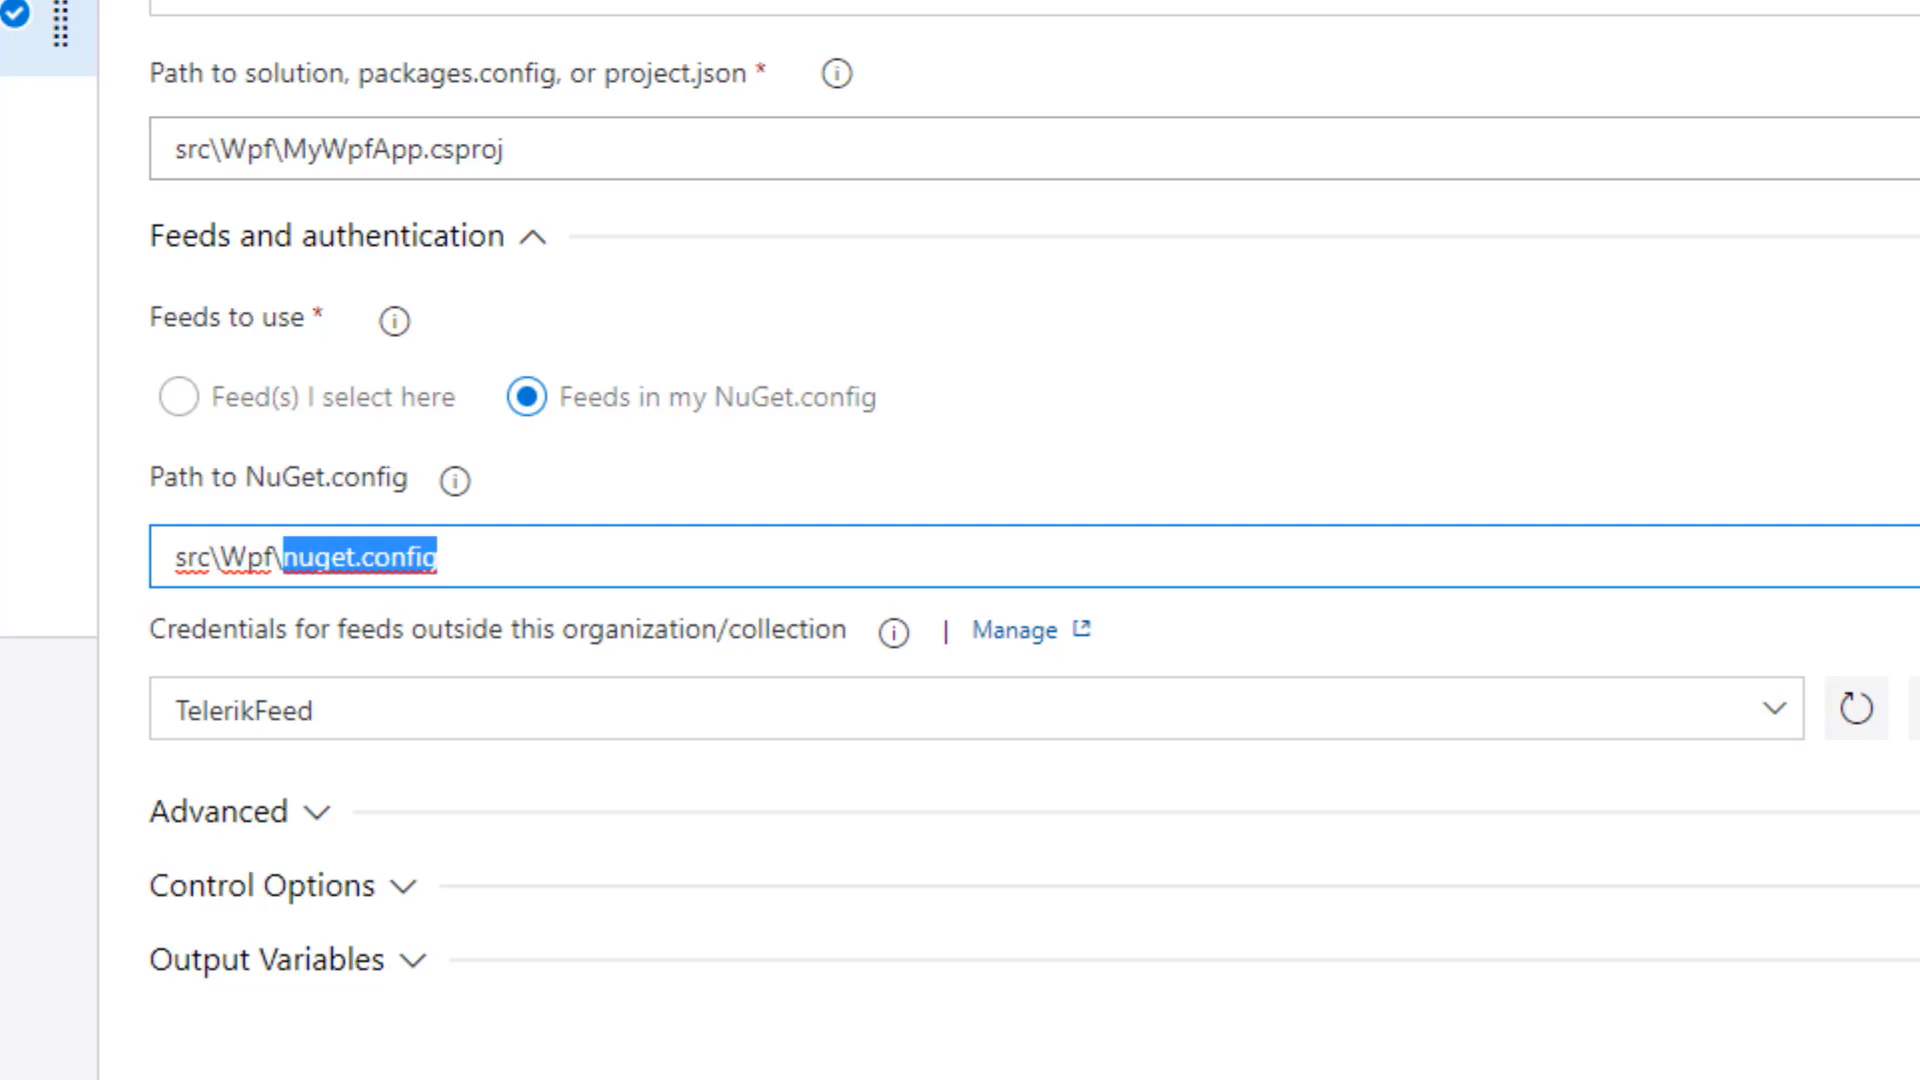 Path to solution, packages.config, or project.json *
src\Wpf\MyWpfApp.csproj
Feeds and authentication
Feeds to use *
Feed(s) I select here Feeds in my NuGet.config
Path to NuGet.config
src\Wpf\nuget.config
Credentials for feeds outside this organization/collection | Manage
TelerikFeed
Advanced
Control Options
Output Variables